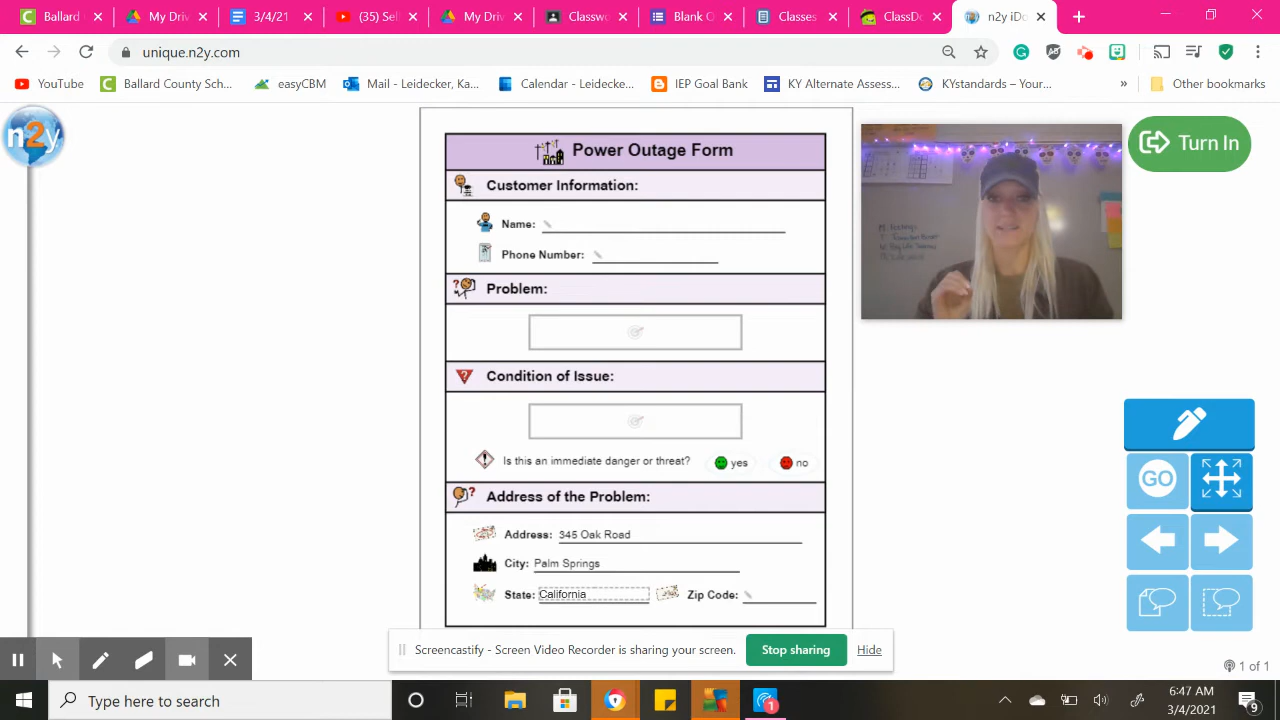 Ballard
My Driv
3/4/21
(35) Sel
My Driv
Classwo
Blank Q
Classes
ClassDo
n2y iDo
unique.n2y.com
YouTube
Ballard County Sch...
easyCBM
Mail - Leidecker, Ka...
Calendar - Leidecke...
IEP Goal Bank
KY Alternate Assess...
KYstandards – Your...
»
Other bookmarks
n2y
Turn In
Power Outage Form
Customer Information:
Name:
Phone Number:
Problem:
Condition of Issue:
Is this an immediate danger or threat? yes no
Address of the Problem:
Address: 345 Oak Road
City: Palm Springs
State: California Zip Code:
GO
Screencastify - Screen Video Recorder is sharing your screen.
Stop sharing
Hide
1 of 1
Type here to search
1
6:47 AM
3/4/2021
9